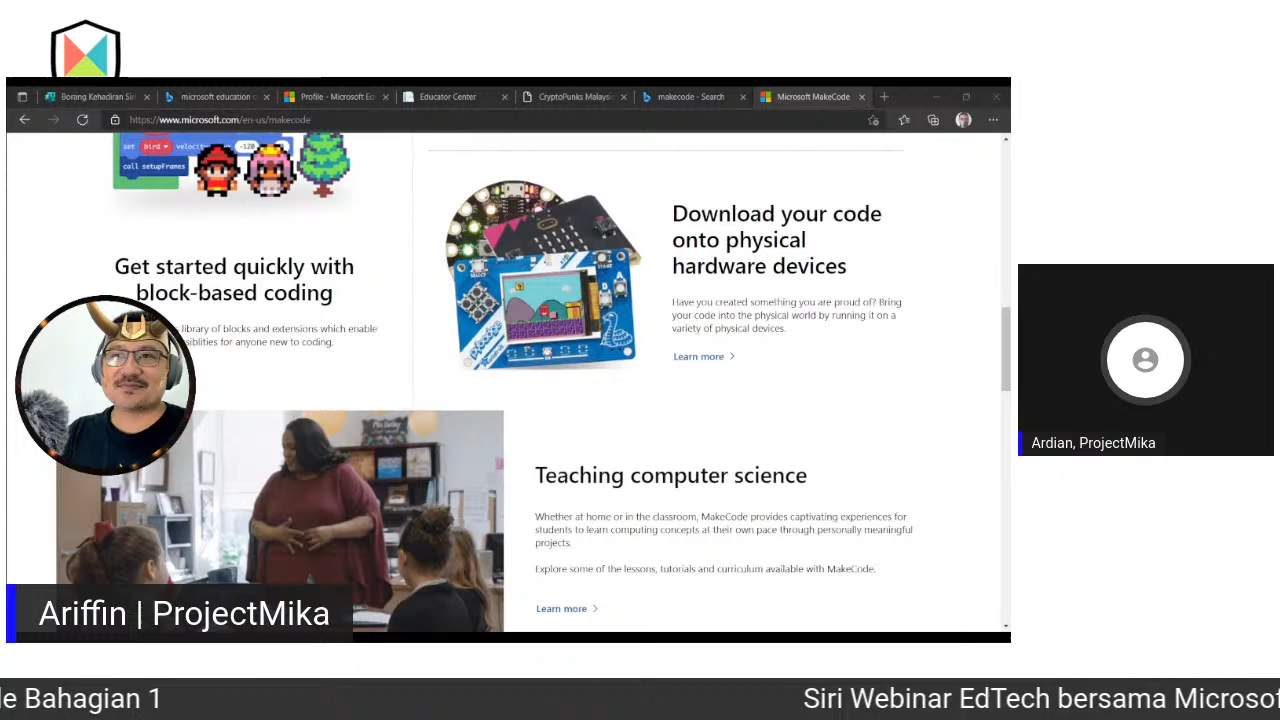 Borang Kehadiran Sir
microsoft education c
Profile - Microsoft Ed
Educator Center
CryptoPunks Malaysi
makecode - Search
Microsoft MakeCode
https://www.microsoft.com/en-us/makecode
set bird velocity -120
call setupFrames
Get started quickly with
block-based coding
library of blocks and extensions which enable
for anyone new to coding.
Download your code
onto physical
hardware devices
Have you created something you are proud of? Bring
your code into the physical world by running it on a
variety of physical devices.
Learn more
Teaching computer science
Whether at home or in the classroom, MakeCode provides captivating experiences for
students to learn computing concepts at their own pace through personally meaningful
projects.
Explore some of the lessons, tutorials and curriculum available with MakeCode.
Learn more
Ariffin | ProjectMika
Ardian, ProjectMika
le Bahagian 1
Siri Webinar EdTech bersama Microsof